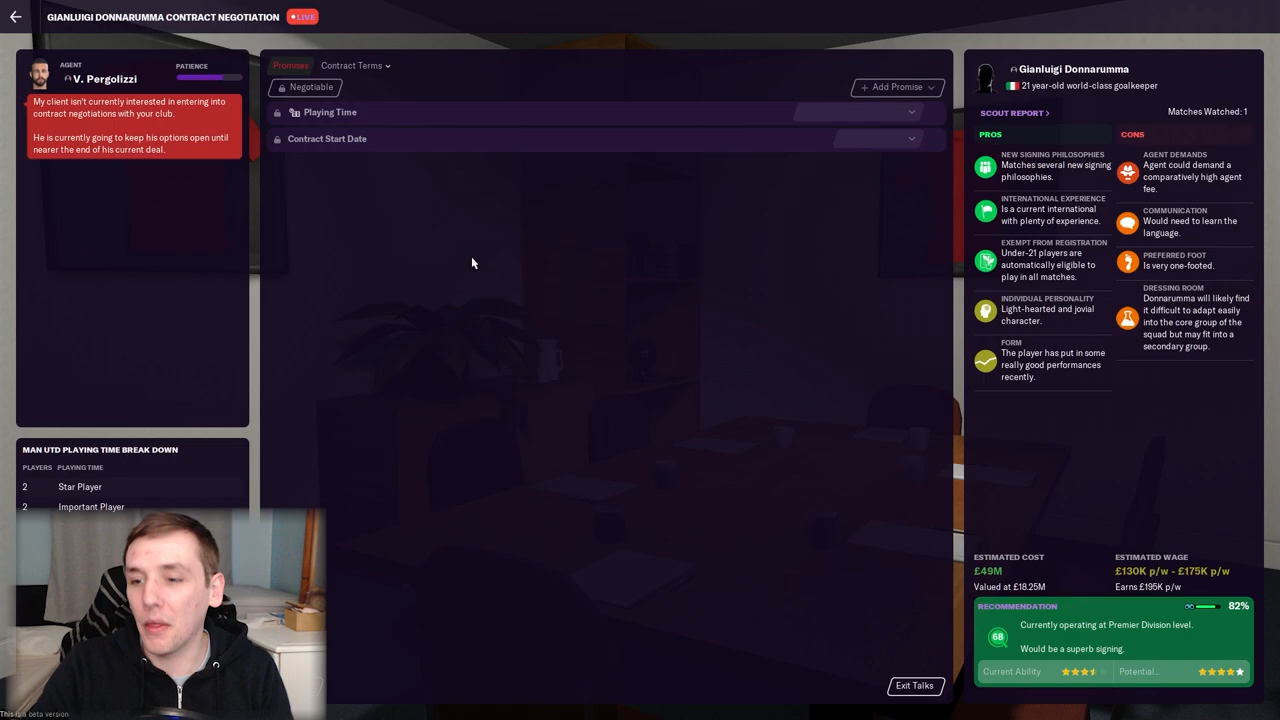 GIANLUIGI DONNARUMMA CONTRACT NEGOTIATION
LIVE
AGENT
V. Pergolizzi
PATIENCE
My client isn't currently interested in entering into
contract negotiations with your club.
He is currently going to keep his options open until
nearer the end of his current deal.
MAN UTD PLAYING TIME BREAK DOWN
PLAYERS PLAYING TIME
2 Star Player
2 Important Player
Promises Contract Terms
Negotiable
Add Promise
Playing Time
Contract Start Date
Exit Talks
Gianluigi Donnarumma
21 year-old world-class goalkeeper
SCOUT REPORT >
Matches Watched: 1
PROS
NEW SIGNING PHILOSOPHIES
Matches several new signing
philosophies.
INTERNATIONAL EXPERIENCE
Is a current international
with plenty of experience.
EXEMPT FROM REGISTRATION
Under-21 players are
automatically eligible to
play in all matches.
INDIVIDUAL PERSONALITY
Light-hearted and jovial
character.
FORM
The player has put in some
really good performances
recently.
CONS
AGENT DEMANDS
Agent could demand a
comparatively high agent
fee.
COMMUNICATION
Would need to learn the
language.
PREFERRED FOOT
Is very one-footed.
DRESSING ROOM
Donnarumma will likely find
it difficult to adapt easily
into the core group of the
squad but may fit into a
secondary group.
ESTIMATED COST
£49M
Valued at £18.25M
ESTIMATED WAGE
£130K p/w - £175K p/w
Earns £195K p/w
RECOMMENDATION
82%
68
Currently operating at Premier Division level.
Would be a superb signing.
Current Ability
Potential...
This is a beta version